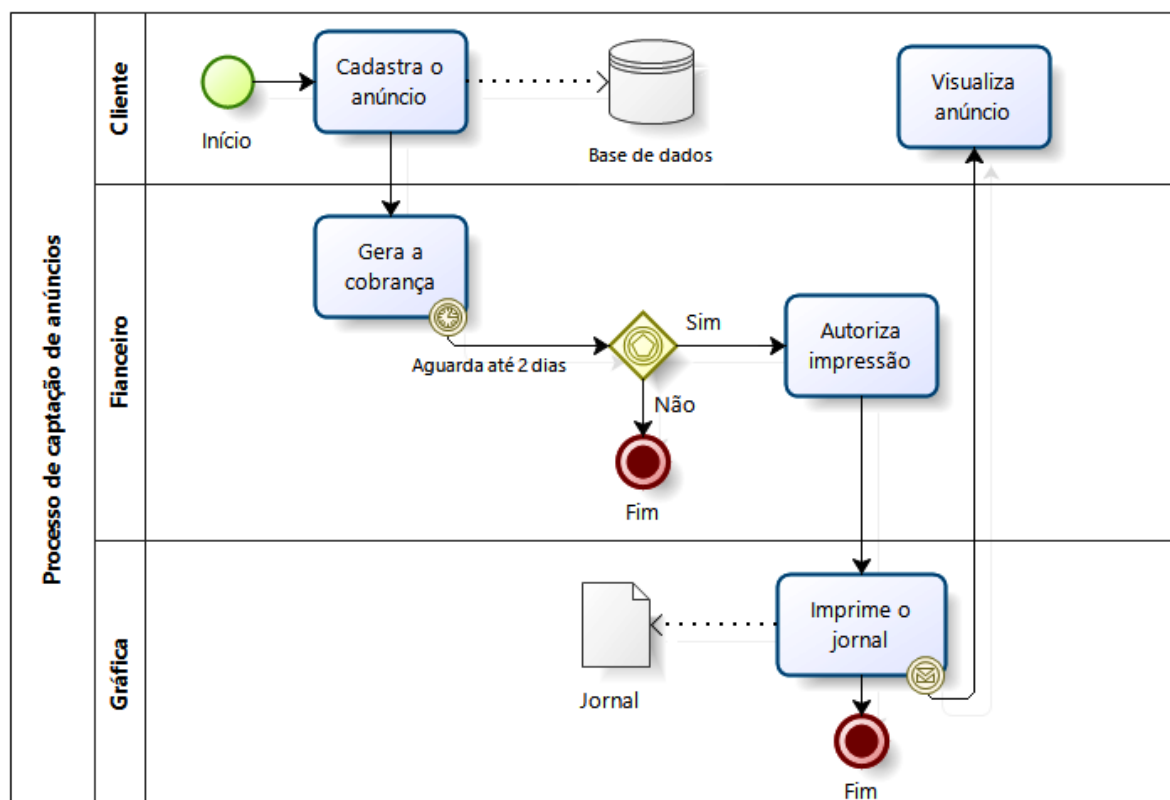 Processo de captação de anúncios
Cliente
Início
Cadastra o
anúncio
Base de dados
Visualiza
anúncio
Fianceiro
Gera a
cobrança
Aguarda até 2 dias
Sim
Não
Fim
Autoriza
impressão
Gráfica
Jornal
Imprime o
jornal
Fim